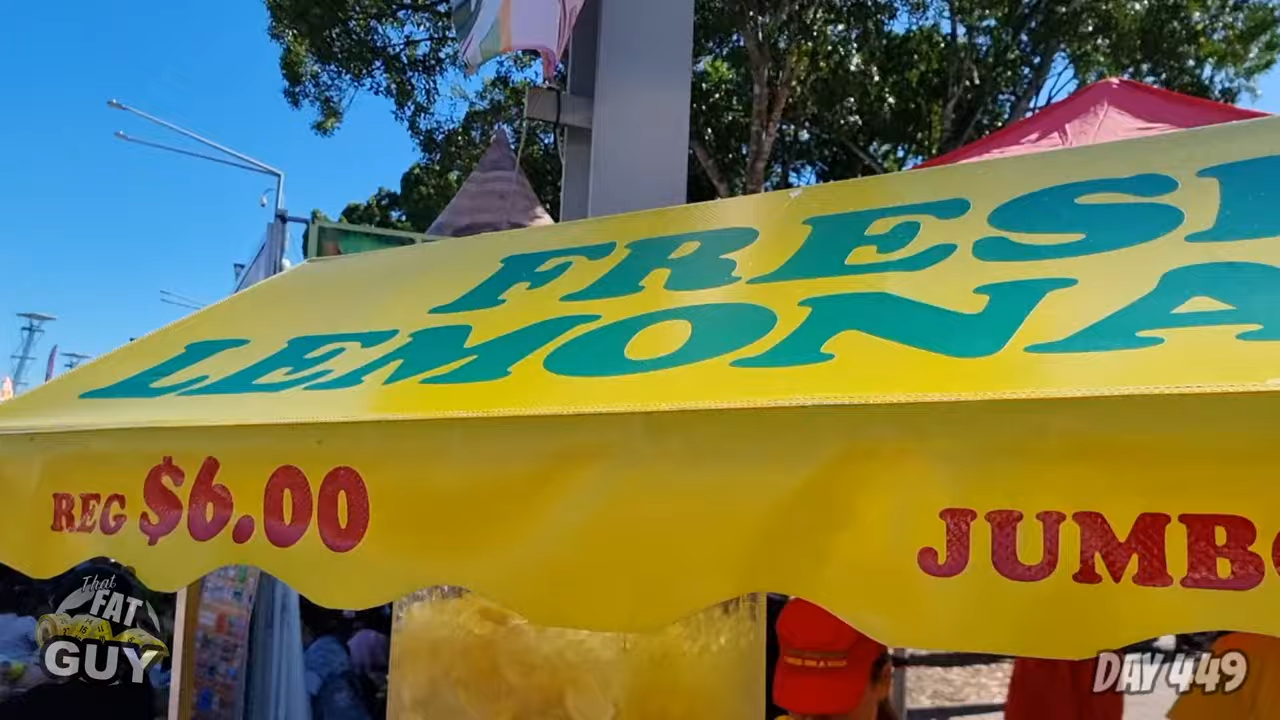 FRES
LEMONA
REG $6.00
JUMB
That
FAT
GUY
DAY 449